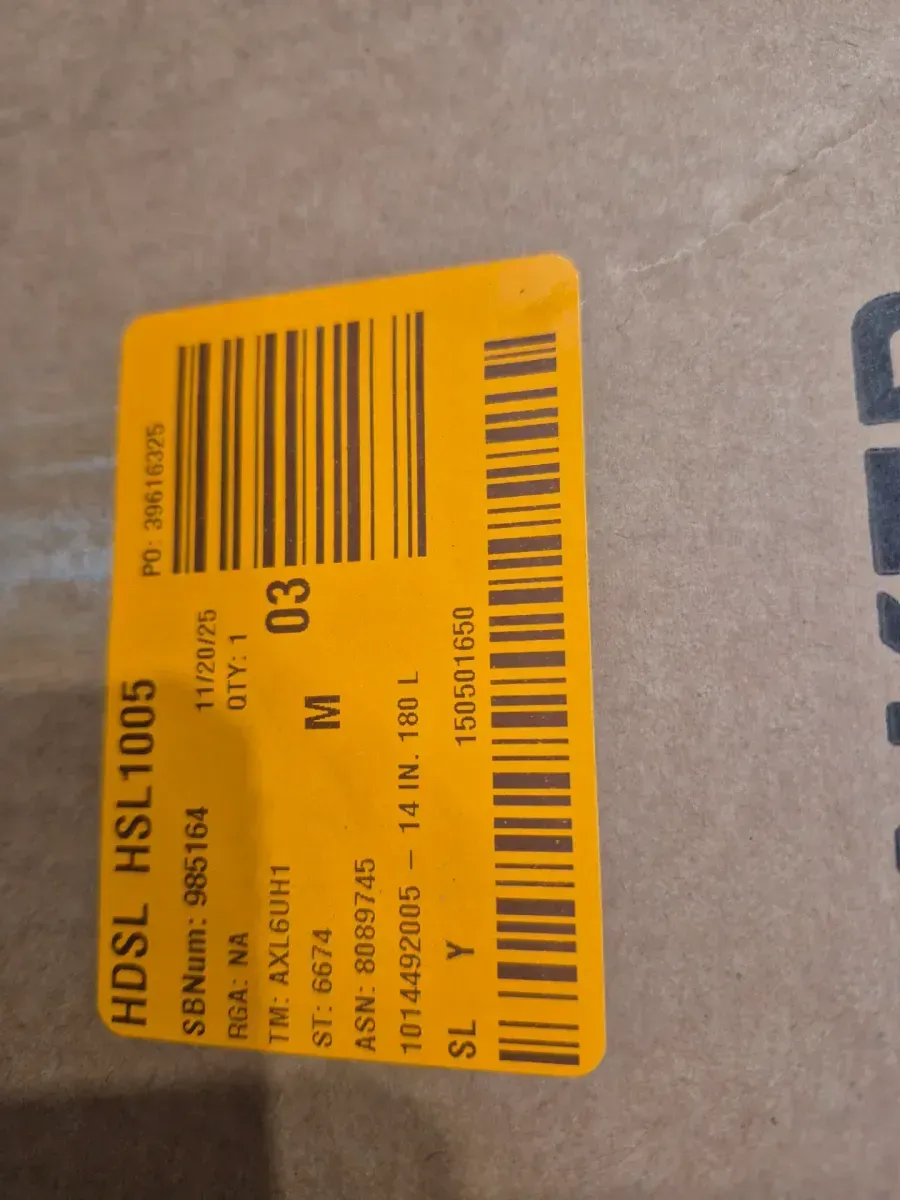 HDSL HSL1005
PO: 39616325
SBNum: 985164
11/20/25
RGA: NA
QTY: 1
TM: AXL6UH1
03
ST: 6674
M
ASN: 8089745
1014492005 – 14 IN. 180 L
SL Y
150501650